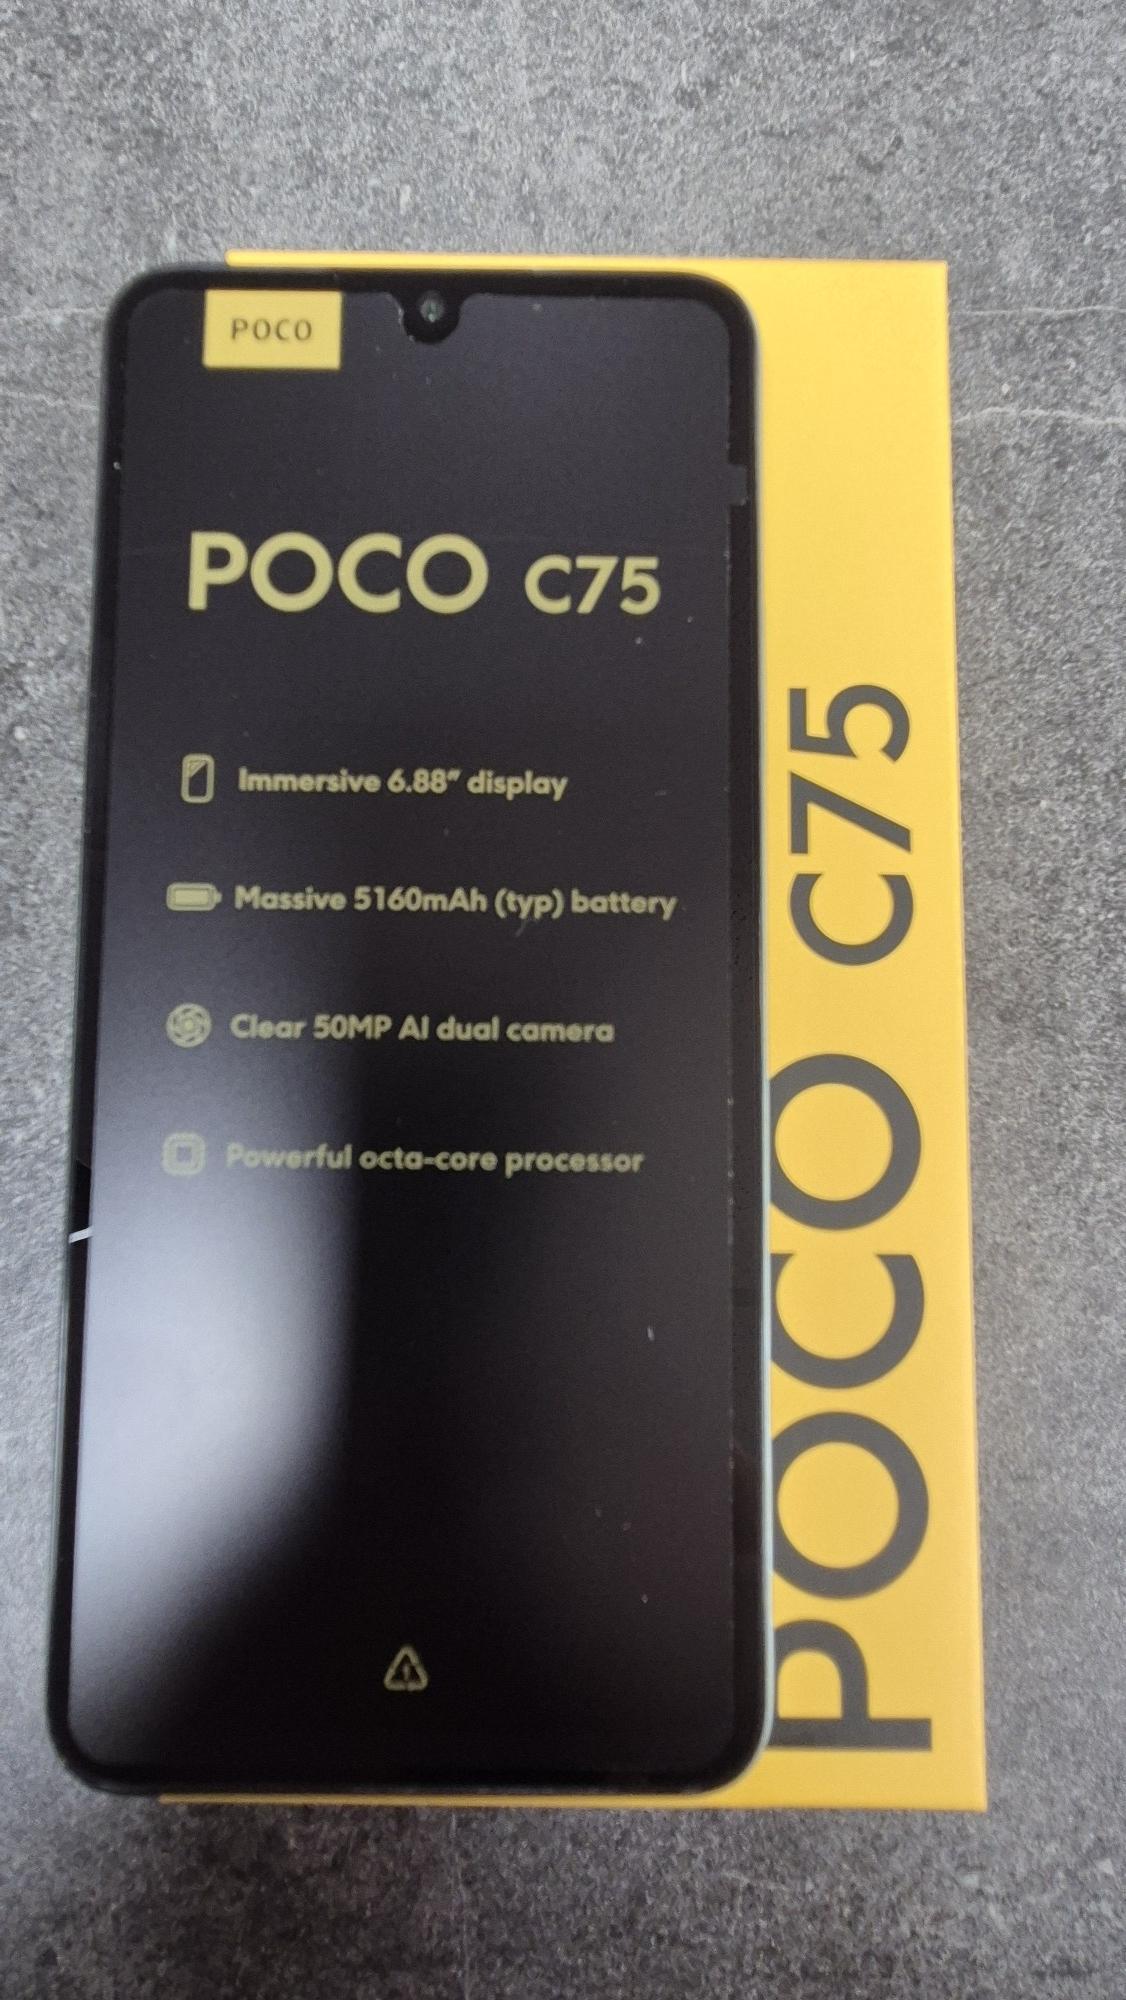 POCO
POCO C75
Immersive 6.88" display
Massive 5160mAh (typ) battery
Clear 50MP AI dual camera
Powerful octa-core processor
POCO C75